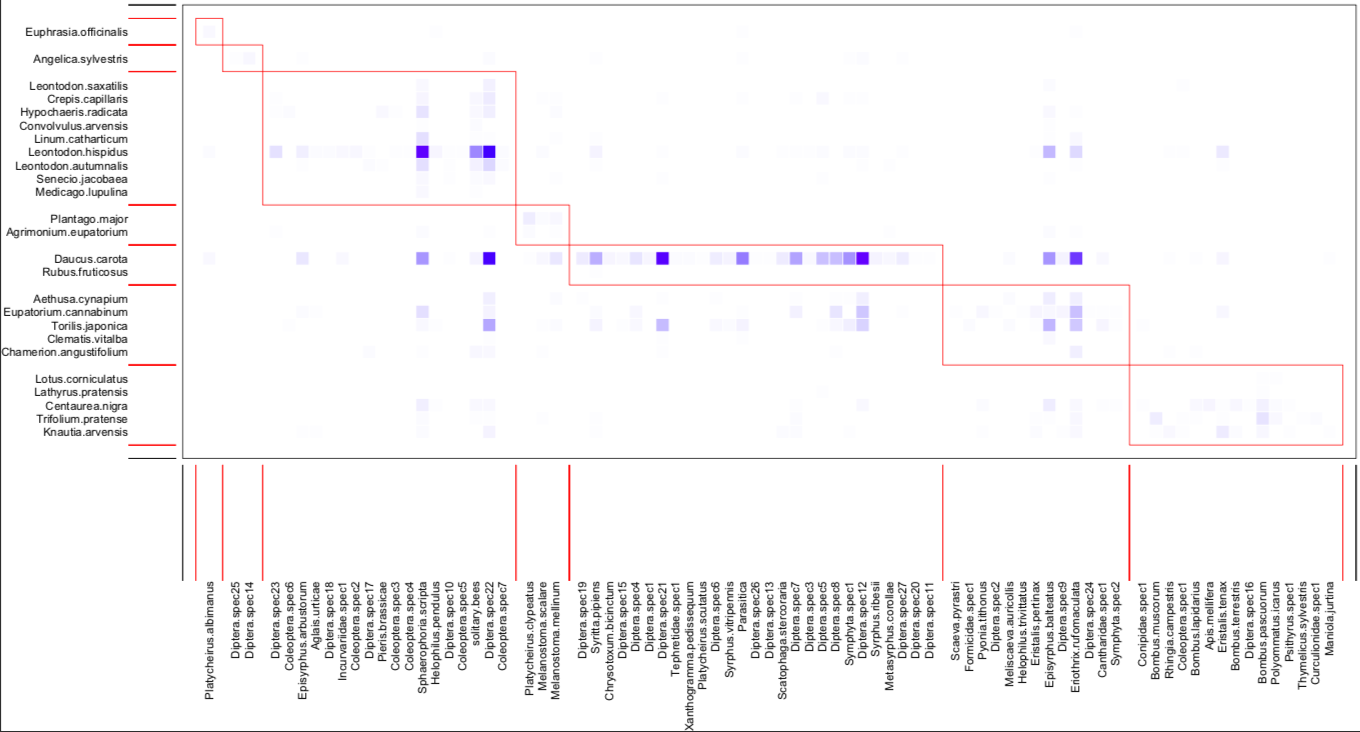 Euphrasia.officinalis
Angelica.sylvestris
Leontodon.saxatilis
Crepis.capillaris
Hypochaeris.radicata
Convolvulus.arvensis
Linum.catharticum
Leontodon.hispidus
Leontodon.autumnalis
Senecio.jacobaea
Medicago.lupulina
Plantago.major
Agrimonium.eupatorium
Daucus.carota
Rubus.fruticosus
Aethusa.cynapium
Eupatorium.cannabinum
Torilis.japonica
Clematis.vitalba
Chamerion.angustifolium
Lotus.corniculatus
Lathyrus.pratensis
Centaurea.nigra
Trifolium.pratense
Knautia.arvensis
Platycheirus.albimanus
Diptera.spec25
Diptera.spec14
Diptera.spec23
Coleoptera.spec6
Episyrphus.arbustorum
Aglais.urticae
Diptera.spec18
Incurvariidae.spec1
Coleoptera.spec2
Diptera.spec17
Pieris.brassicae
Coleoptera.spec3
Coleoptera.spec4
Sphaerophoria.scripta
Helophilus.pendulus
Diptera.spec10
Coleoptera.spec5
solitary.bees
Diptera.spec22
Coleoptera.spec7
Platycheirus.clypeatus
Melanostoma.scalare
Melanostoma.mellinum
Diptera.spec19
Syritta.pipiens
Chrysotoxum.bicinctum
Diptera.spec15
Diptera.spec4
Diptera.spec1
Diptera.spec21
Tephretidae.spec1
Xanthogramma.pedissequum
Platycheirus.scutatus
Diptera.spec6
Syrphus.vitripennis
Parasitica
Diptera.spec26
Diptera.spec13
Scatophaga.stercoraria
Diptera.spec7
Diptera.spec3
Diptera.spec5
Diptera.spec8
Symphyta.spec1
Diptera.spec12
Syrphus.ribesii
Metasyrphus.corollae
Diptera.spec27
Diptera.spec20
Diptera.spec11
Scaeva.pyrastri
Formicidae.spec1
Pyonia.tithonus
Diptera.spec2
Meliscaeva.auricolis
Helophilus.trivittatus
Eristalis.pertinax
Episyrphus.balteatus
Diptera.spec9
Eriothrix.rufomaculata
Diptera.spec24
Cantharidae.spec1
Symphyta.spec2
Conipidae.spec1
Bombus.muscorum
Rhingia.campestris
Coleoptera.spec1
Bombus.lapidarius
Apis.mellifera
Eristalis.tenax
Bombus.terrestris
Diptera.spec16
Bombus.pascuorum
Polyommatus.icarus
Psithyrus.spec1
Thymelicus.sylvestris
Curculionidae.spec1
Maniola.jurtina